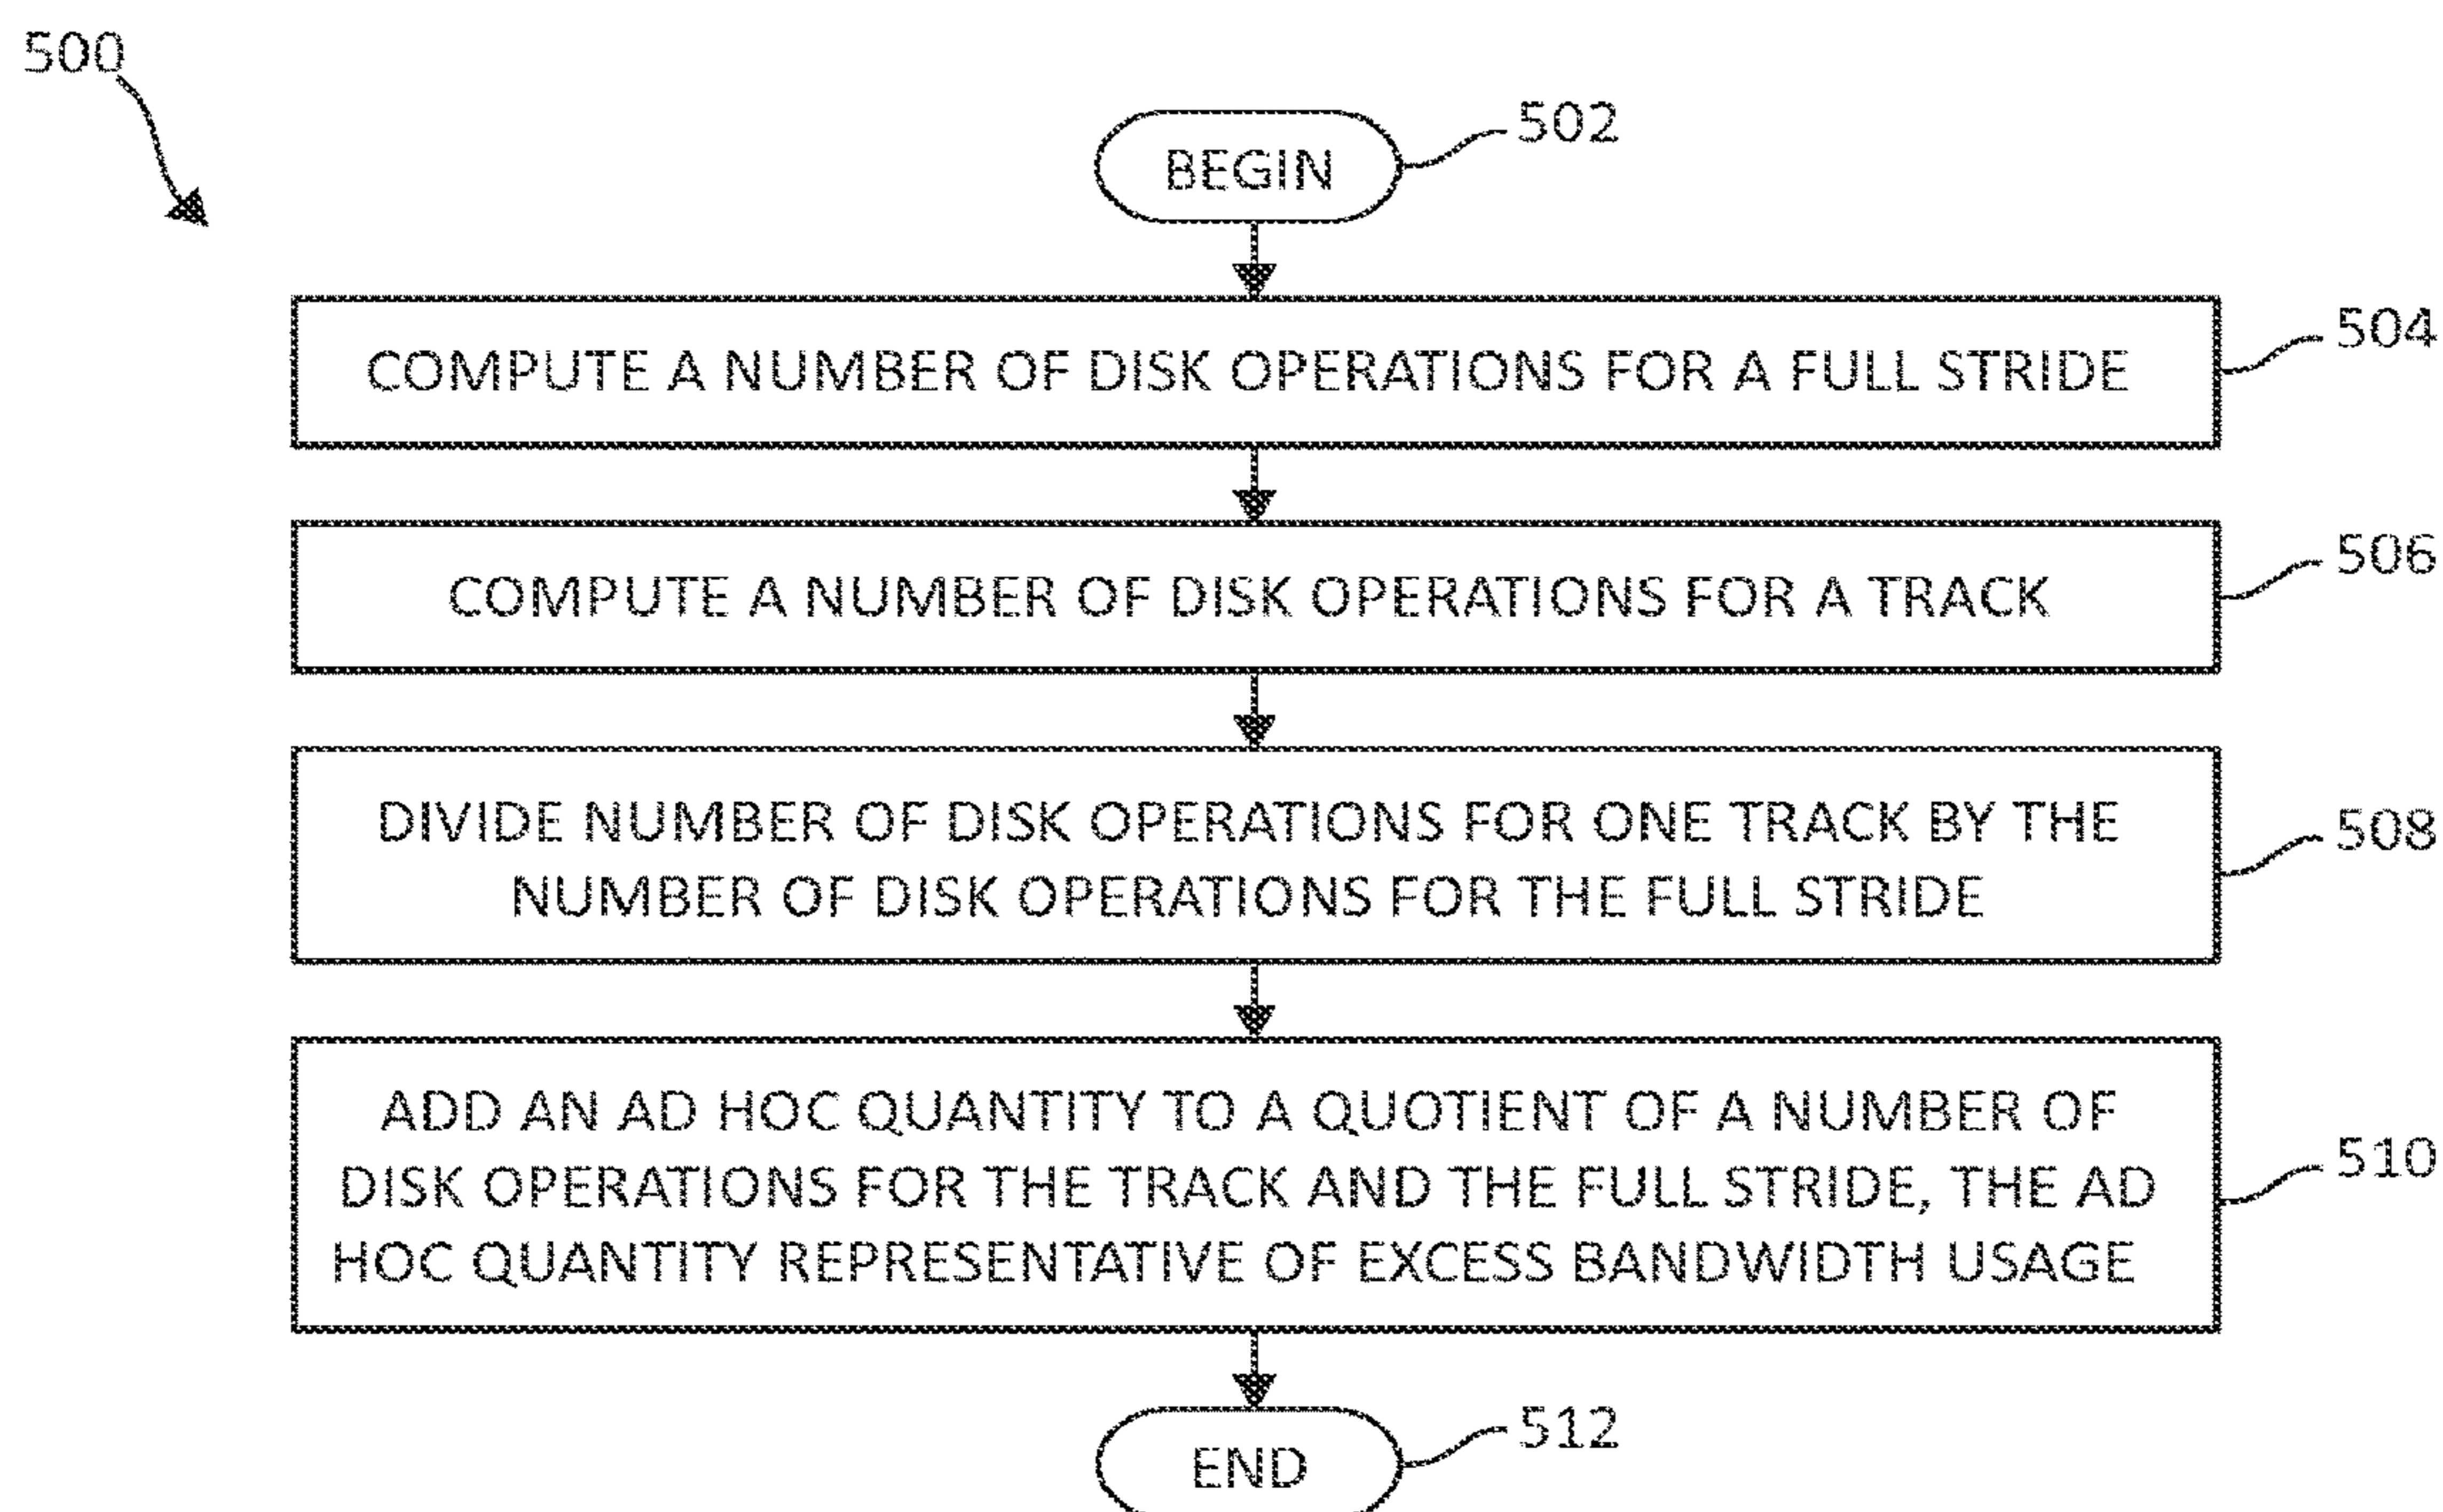 500
BEGIN
502
COMPUTE A NUMBER OF DISK OPERATIONS FOR A FULL STRIDE
504
COMPUTE A NUMBER OF DISK OPERATIONS FOR A TRACK
506
DIVIDE NUMBER OF DISK OPERATIONS FOR ONE TRACK BY THE
NUMBER OF DISK OPERATIONS FOR THE FULL STRIDE
508
ADD AN AD HOC QUANTITY TO A QUOTIENT OF A NUMBER OF
DISK OPERATIONS FOR THE TRACK AND THE FULL STRIDE, THE AD
HOC QUANTITY REPRESENTATIVE OF EXCESS BANDWIDTH USAGE
510
END
512